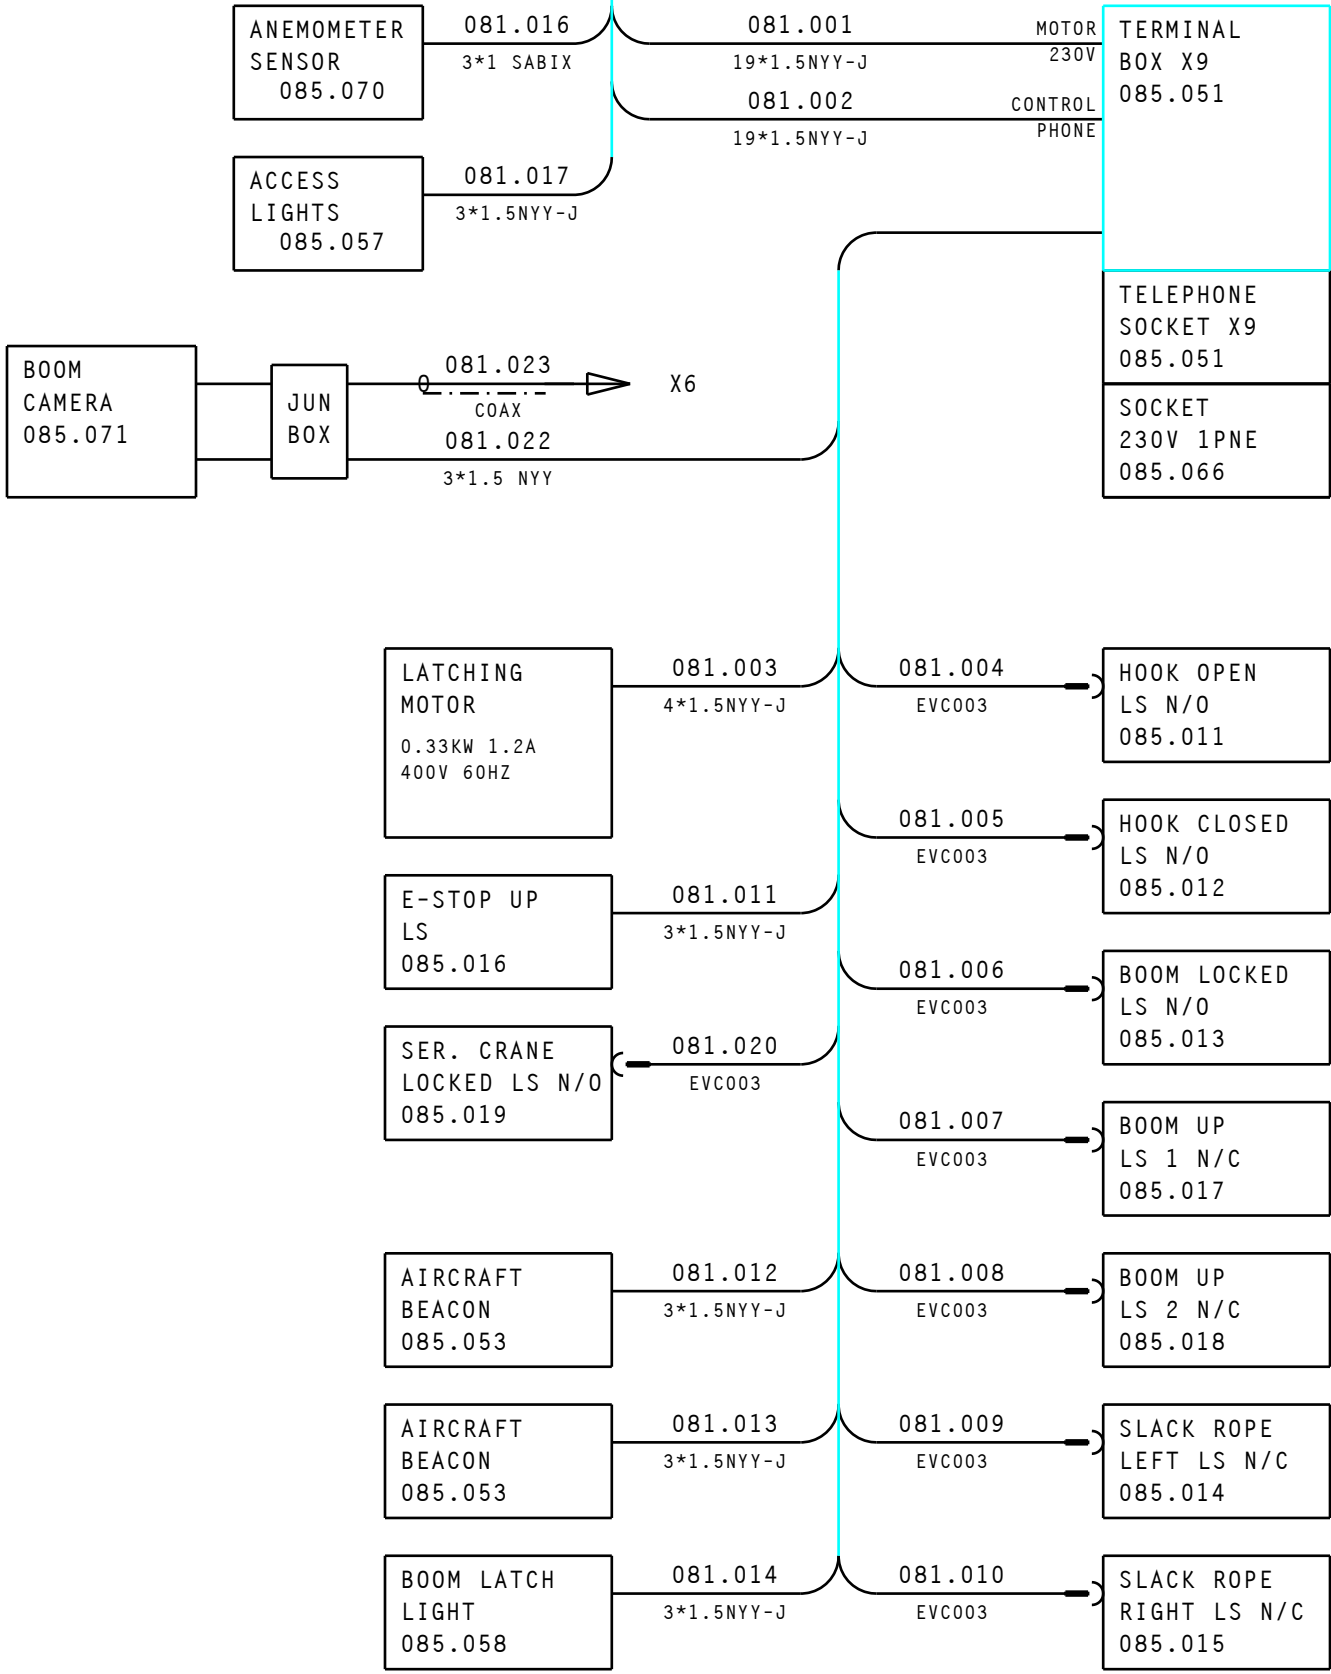 ANEMOMETER
SENSOR
085.070
081.016
3*1 SABIX
081.001
19*1.5NYY-J
MOTOR
230V
081.002
19*1.5NYY-J
CONTROL
PHONE
TERMINAL
BOX X9
085.051
ACCESS
LIGHTS
085.057
081.017
3*1.5NYY-J
TELEPHONE
SOCKET X9
085.051
SOCKET
230V 1PNE
085.066
BOOM
CAMERA
085.071
JUN
BOX
081.023
COAX
X6
081.022
3*1.5 NYY
LATCHING
MOTOR
0.33KW 1.2A
400V 60HZ
081.003
4*1.5NYY-J
081.004
EVC003
HOOK OPEN
LS N/O
085.011
081.005
EVC003
HOOK CLOSED
LS N/O
085.012
E-STOP UP
LS
085.016
081.011
3*1.5NYY-J
081.006
EVC003
BOOM LOCKED
LS N/O
085.013
SER. CRANE
LOCKED LS N/O
085.019
081.020
EVC003
081.007
EVC003
BOOM UP
LS 1 N/C
085.017
AIRCRAFT
BEACON
085.053
081.012
3*1.5NYY-J
081.008
EVC003
BOOM UP
LS 2 N/C
085.018
AIRCRAFT
BEACON
085.053
081.013
3*1.5NYY-J
081.009
EVC003
SLACK ROPE
LEFT LS N/C
085.014
BOOM LATCH
LIGHT
085.058
081.014
3*1.5NYY-J
081.010
EVC003
SLACK ROPE
RIGHT LS N/C
085.015